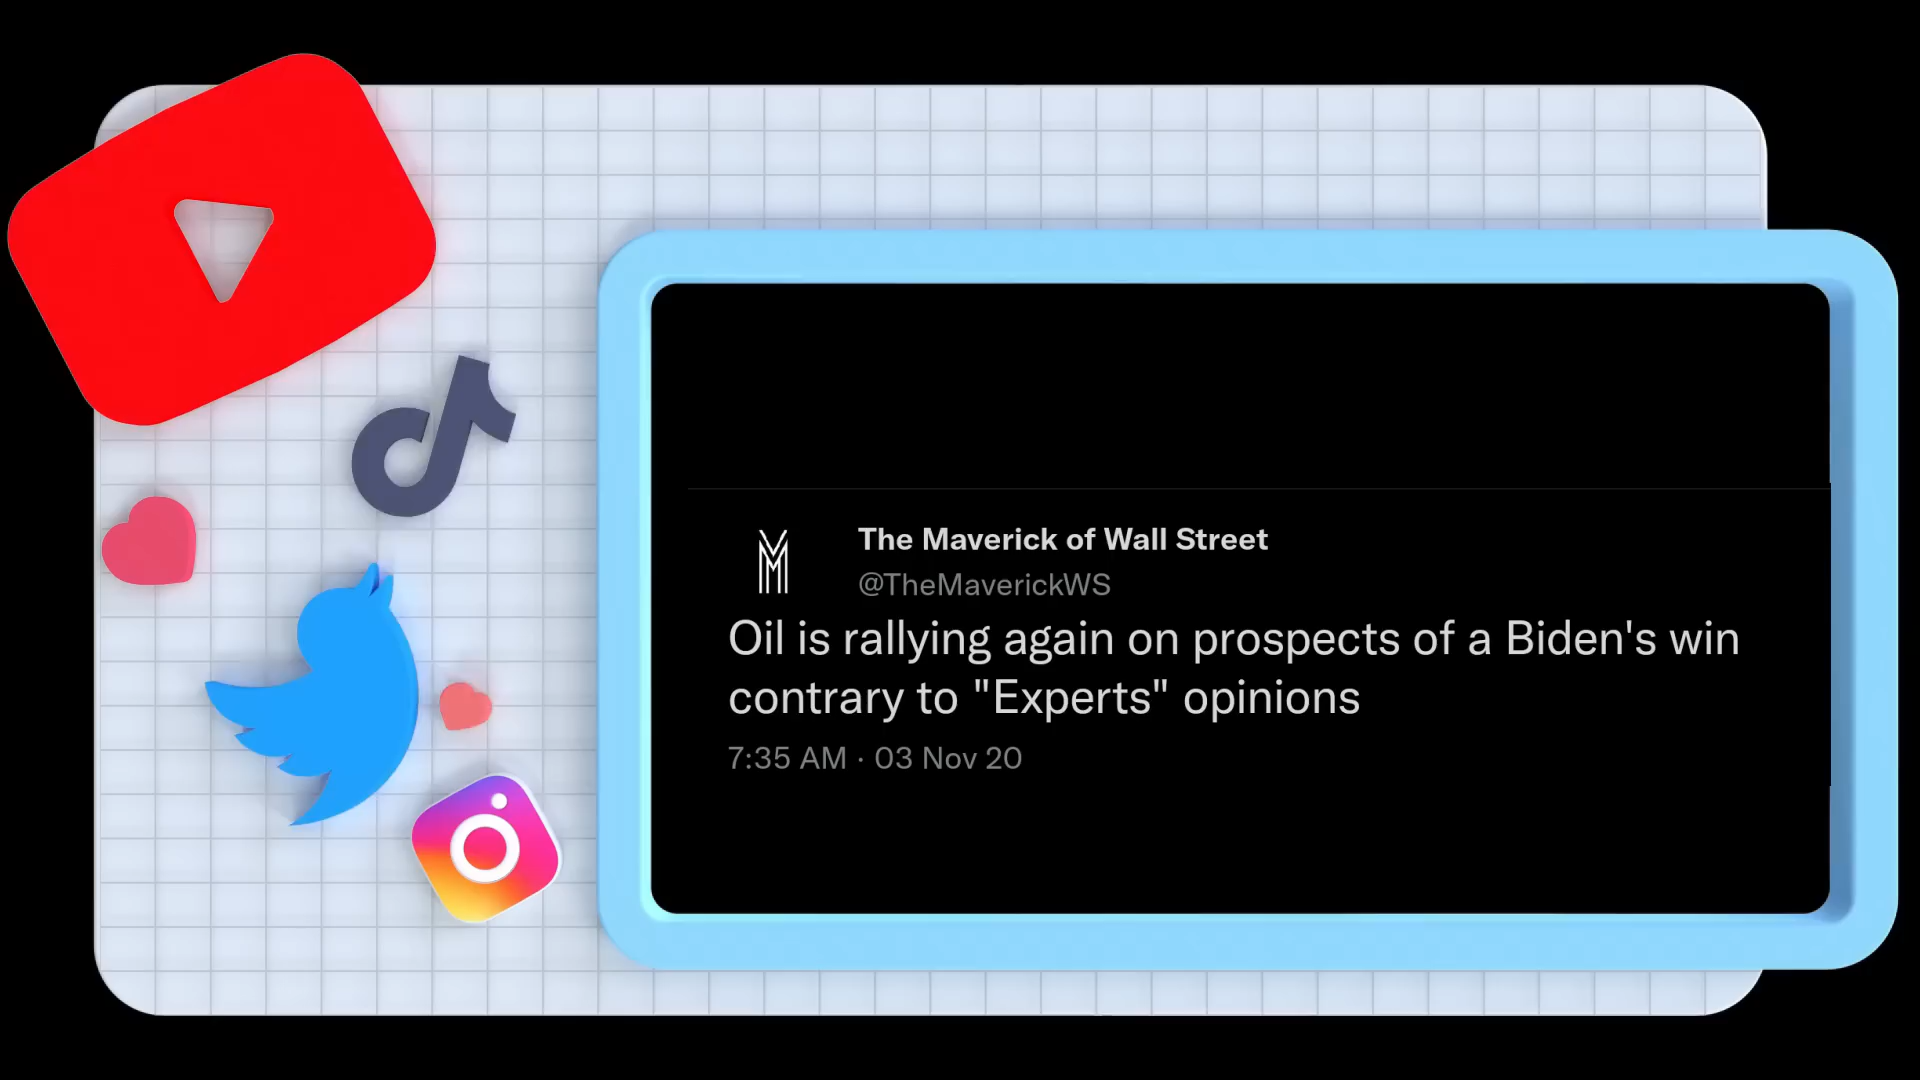 The Maverick of Wall Street
@TheMaverickWS
Oil is rallying again on prospects of a Biden's win
contrary to "Experts" opinions
7:35 AM · 03 Nov 20